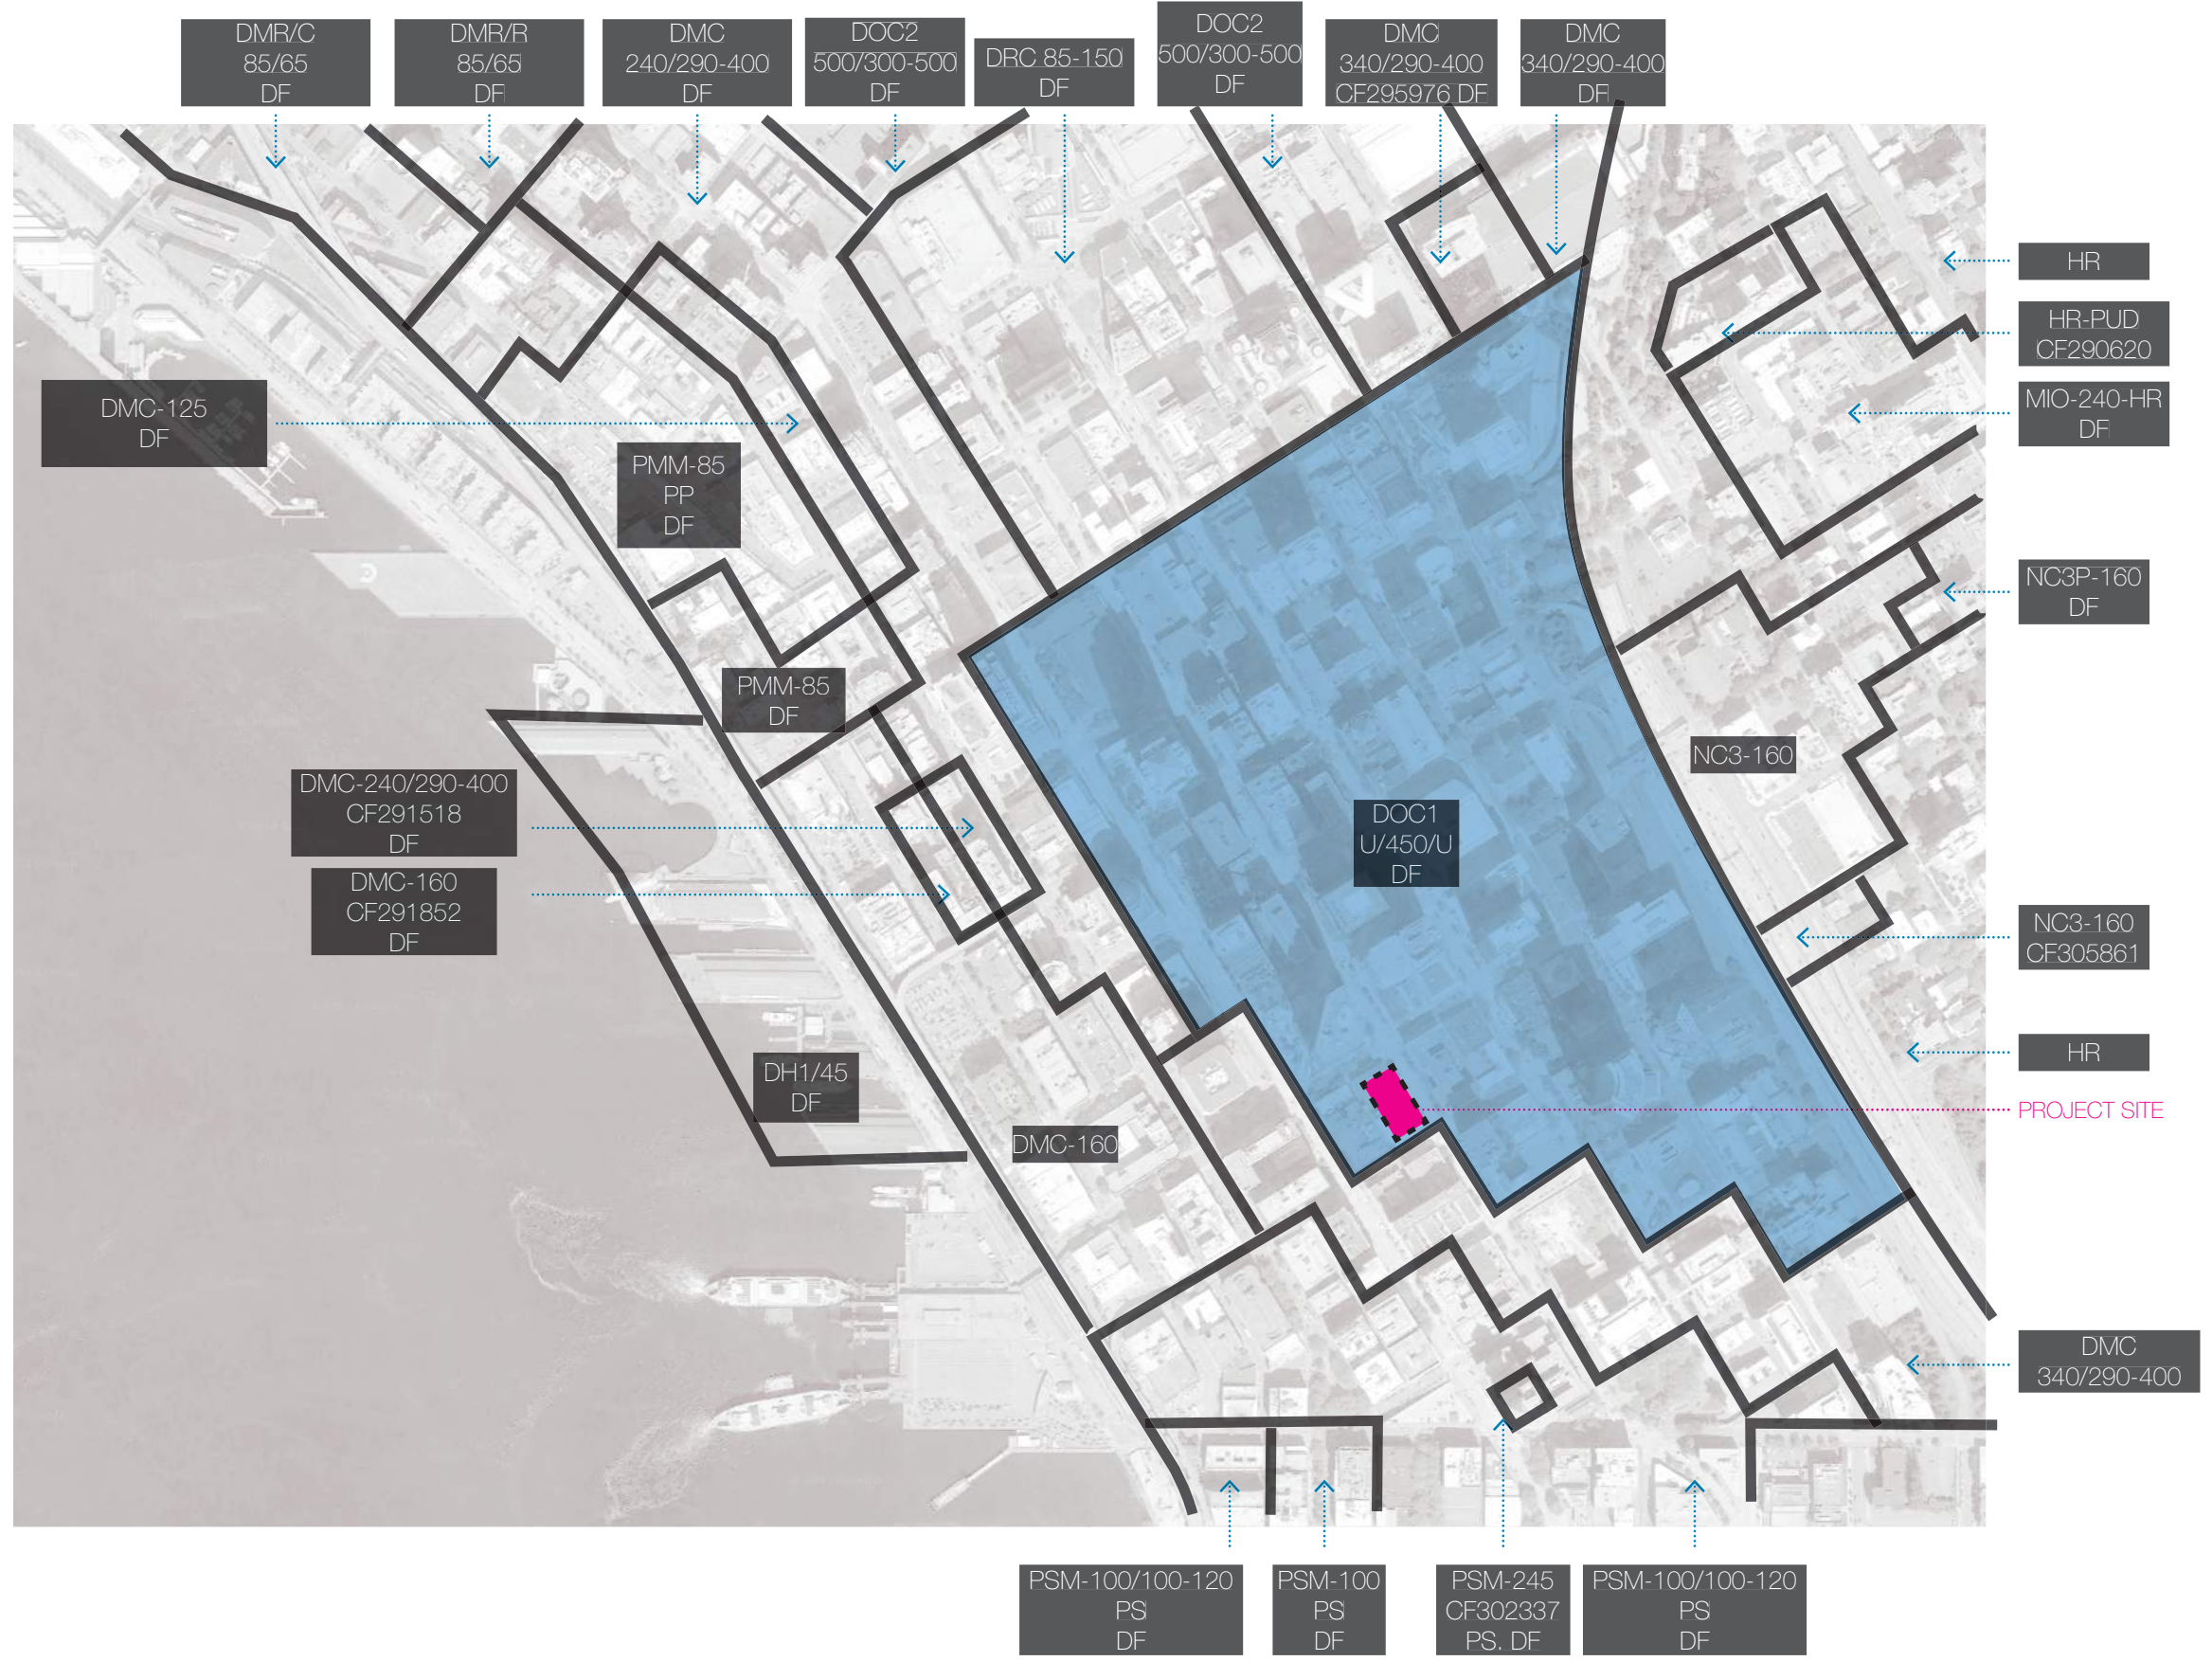 DMR/C
85/65
DF
DMR/R
85/65
DF
DMC
240/290-400
DF
DOC2
500/300-500
DF
DRC 85-150
DF
DOC2
500/300-500
DF
DMC
340/290-400
CF295976 DF
DMC
340/290-400
DF
HR
HR-PUD
CF290620
MIO-240-HR
DF
DMC-125
DF
PMM-85
PP
DF
NC3P-160
DF
PMM-85
DF
NC3-160
DMC-240/290-400
CF291518
DF
DOC1
U/450/U
DF
DMC-160
CF291852
DF
NC3-160
CF305861
HR
DH1/45
DF
PROJECT SITE
DMC-160
DMC
340/290-400
PSM-100/100-120
PS
DF
PSM-100
PS
DF
PSM-245
CF302337
PS. DF
PSM-100/100-120
PS
DF